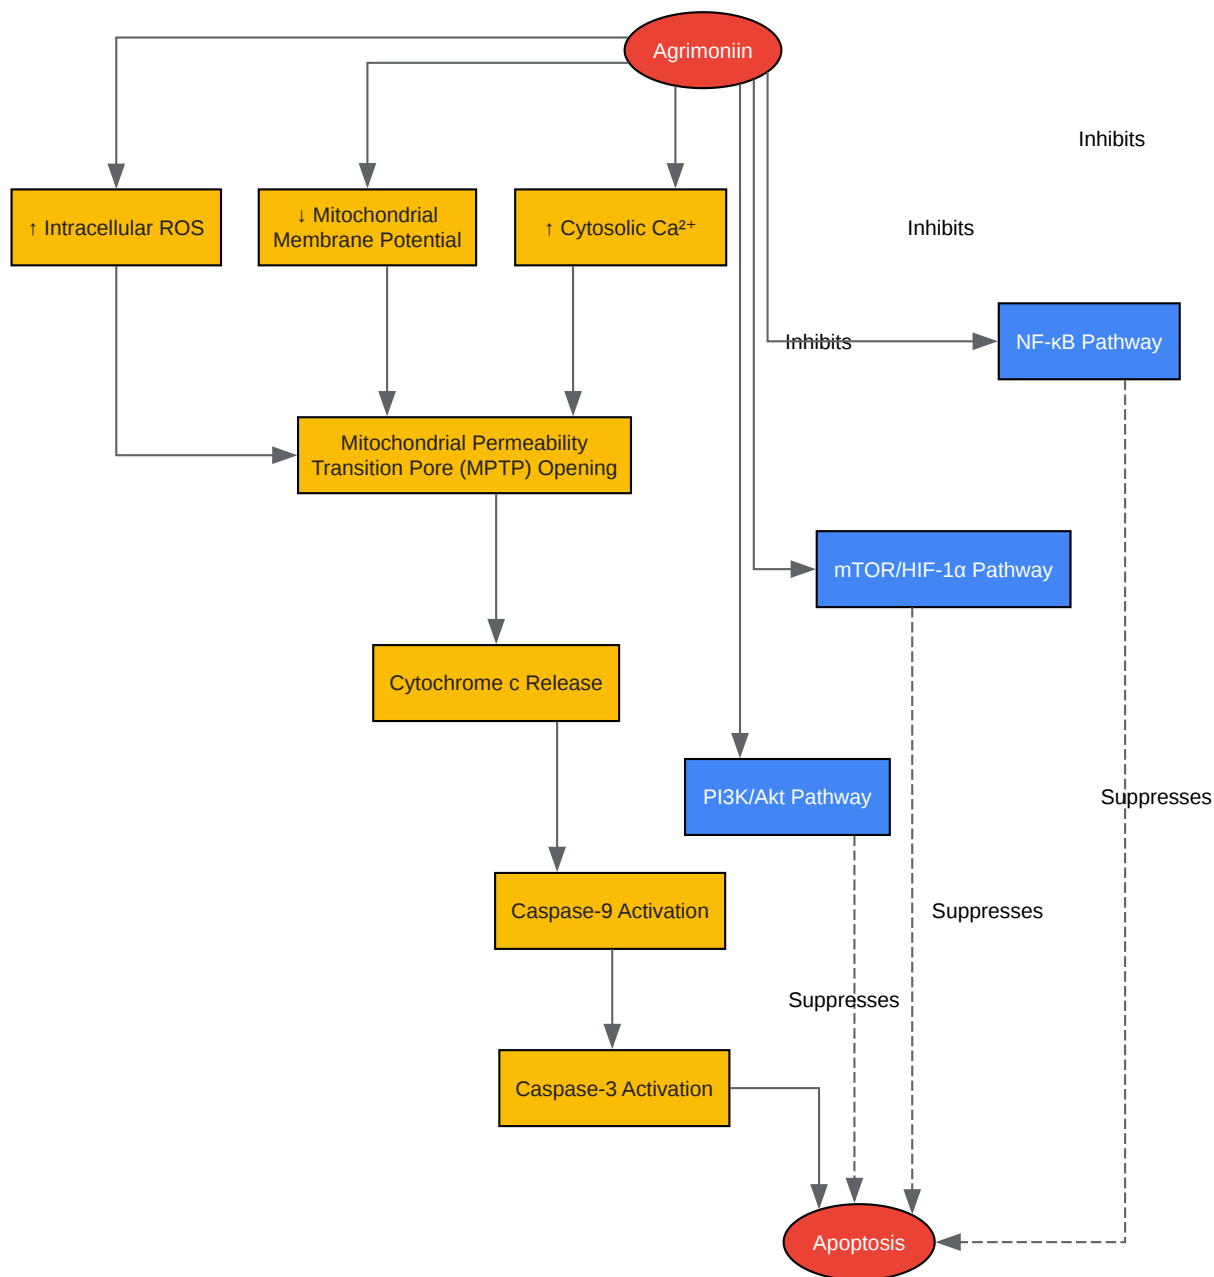 Agrimoniin
Inhibits
↑ Intracellular ROS
↓ Mitochondrial
Membrane Potential
↑ Cytosolic Ca²⁺
Inhibits
Inhibits
NF-κB Pathway
Mitochondrial Permeability
Transition Pore (MPTP) Opening
mTOR/HIF-1α Pathway
Cytochrome c Release
PI3K/Akt Pathway
Suppresses
Caspase-9 Activation
Suppresses
Suppresses
Caspase-3 Activation
Apoptosis